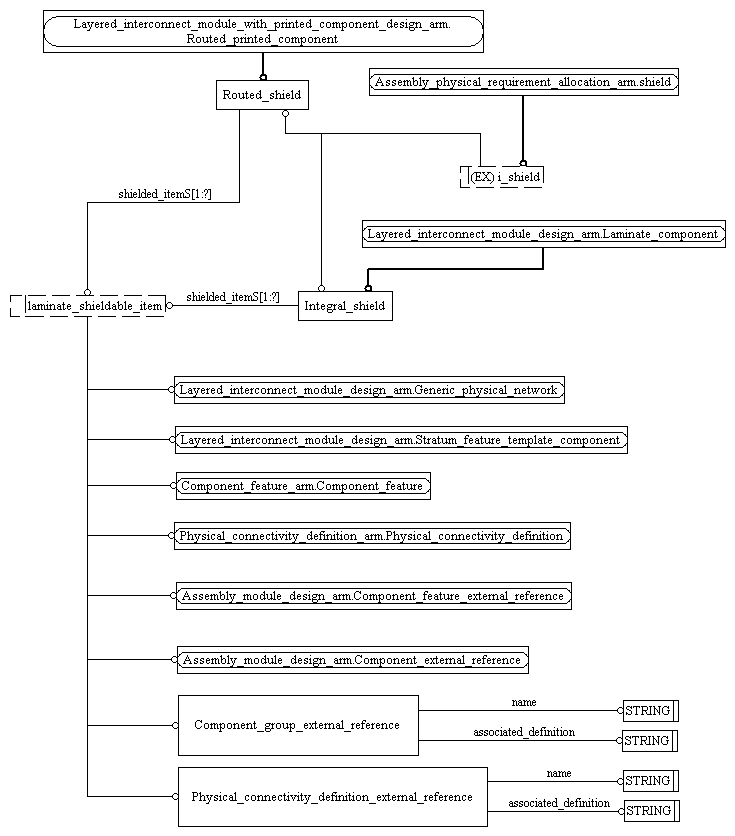 Layered_interconnect_module_with_printed_component_design_arm.
Routed_printed_component
Routed_shield
Assembly_physical_requirement_allocation_arm.shield
(EX) i_shield
shielded_itemS[1:?]
Layered_interconnect_module_design_arm.Laminate_component
laminate_shieldable_item
shielded_itemS[1:?]
Integral_shield
Layered_interconnect_module_design_arm.Generic_physical_network
Layered_interconnect_module_design_arm.Stratum_feature_template_component
Component_feature_arm.Component_feature
Physical_connectivity_definition_arm.Physical_connectivity_definition
Assembly_module_design_arm.Component_feature_external_reference
Assembly_module_design_arm.Component_external_reference
Component_group_external_reference
name
STRING
associated_definition
STRING
Physical_connectivity_definition_external_reference
name
STRING
associated_definition
STRING